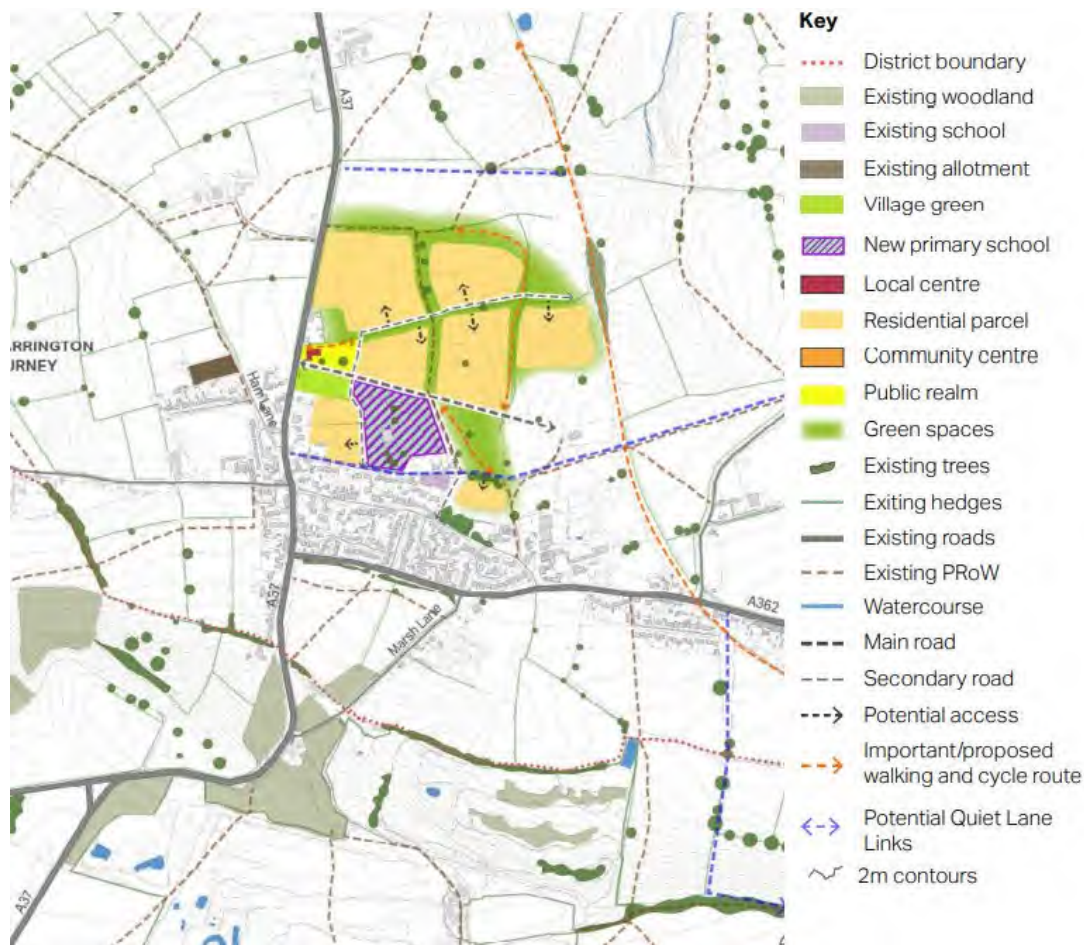 A37
ARRINGTON
URNEY
Ham Lane
A37
Marsh Lane
A362
A37
Key
District boundary
Existing woodland
Existing school
Existing allotment
Village green
New primary school
Local centre
Residential parcel
Community centre
Public realm
Green spaces
Existing trees
Exiting hedges
Existing roads
Existing PRoW
Watercourse
Main road
Secondary road
Potential access
Important/proposed
walking and cycle route
Potential Quiet Lane
Links
2m contours